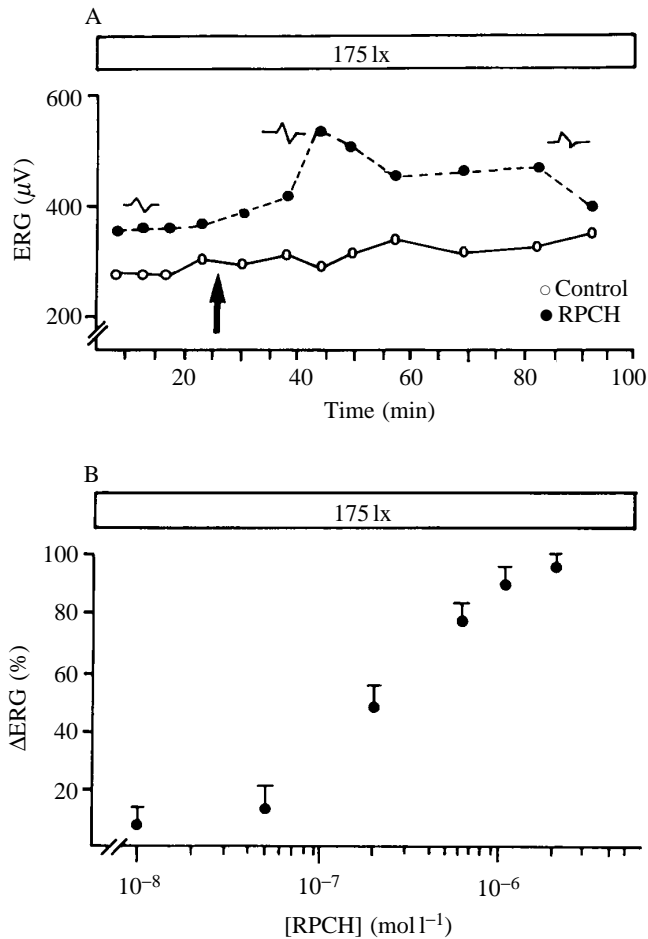 A
175 lx
600
400
200
ERG (μV)
○ Control
● RPCH
20 40 60 80 100
Time (min)
B
175 lx
100
80
60
40
20
ΔERG (%)
10⁻⁸ 10⁻⁷ 10⁻⁶
[RPCH] (mol l⁻¹)